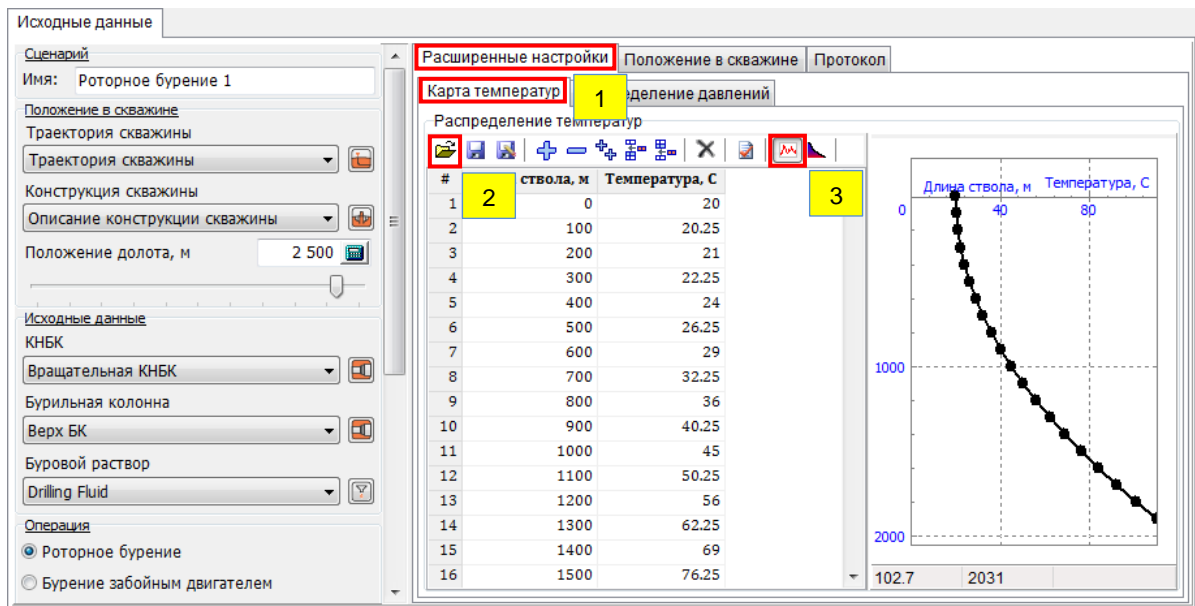 Исходные данные
Сценарий
Имя: Роторное бурение 1
Положение в скважине
Траектория скважины
Траектория скважины
Конструкция скважины
Описание конструкции скважины
Положение долота, м 2 500
Исходные данные
КНБК
Вращательная КНБК
Бурильная колонна
Верх БК
Буровой раствор
Drilling Fluid
Операция
Роторное бурение
Бурение забойным двигателем
Расширенные настройки Положение в скважине Протокол
Карта температур 1 еделение давлений
Распределение температур
2 3
# ствола, м Температура, С
1 0 20
2 100 20.25
3 200 21
4 300 22.25
5 400 24
6 500 26.25
7 600 29
8 700 32.25
9 800 36
10 900 40.25
11 1000 45
12 1100 50.25
13 1200 56
14 1300 62.25
15 1400 69
16 1500 76.25
Длина ствола, м Температура, С
0 40 80
1000
2000
102.7 2031